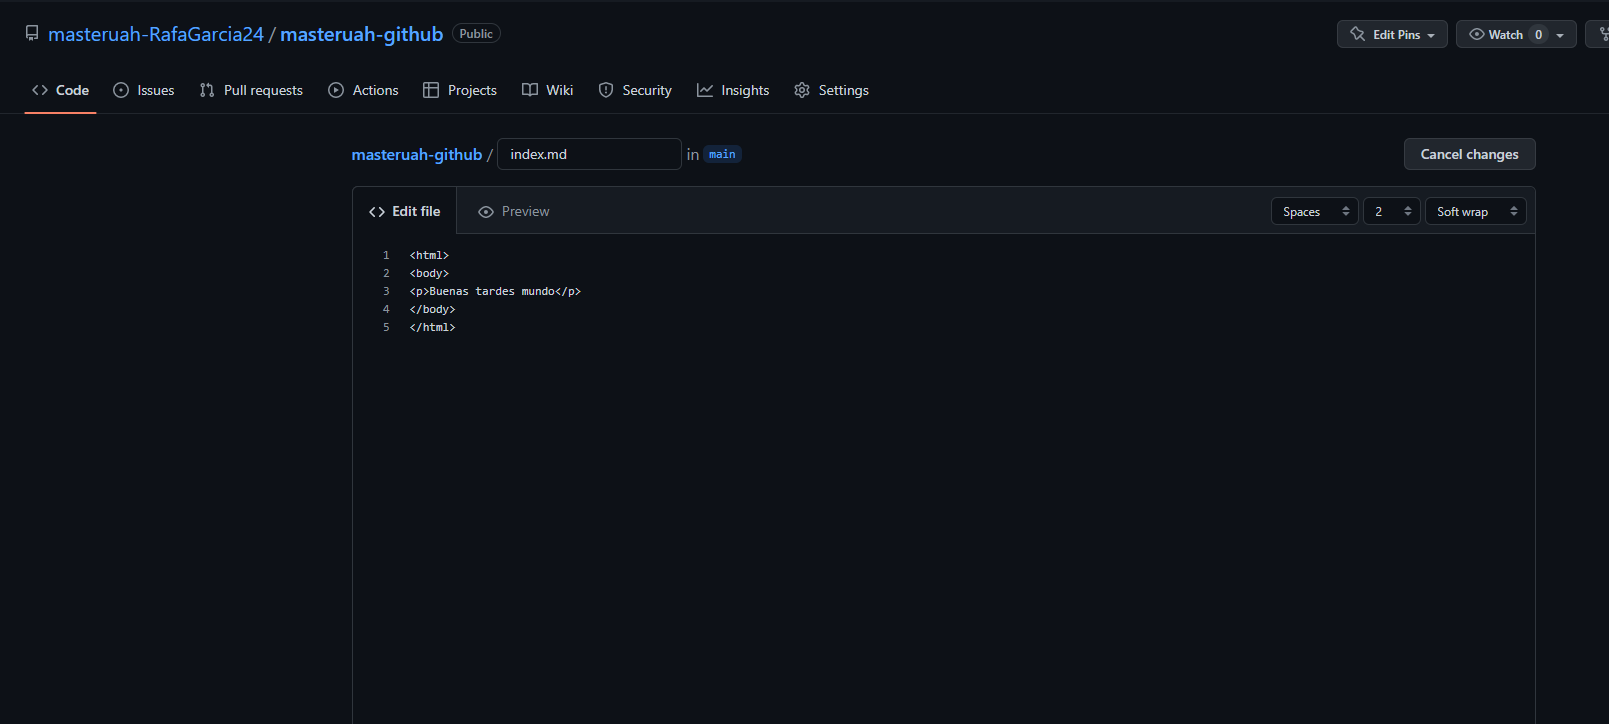 masteruah-RafaGarcia24 / masteruah-github Public Edit Pins Watch 0
Code Issues Pull requests Actions Projects Wiki Security Insights Settings
masteruah-github / index.md in main Cancel changes
Edit file Preview Spaces 2 Soft wrap
1 <html>
2 <body>
3 <p>Buenas tardes mundo</p>
4 </body>
5 </html>